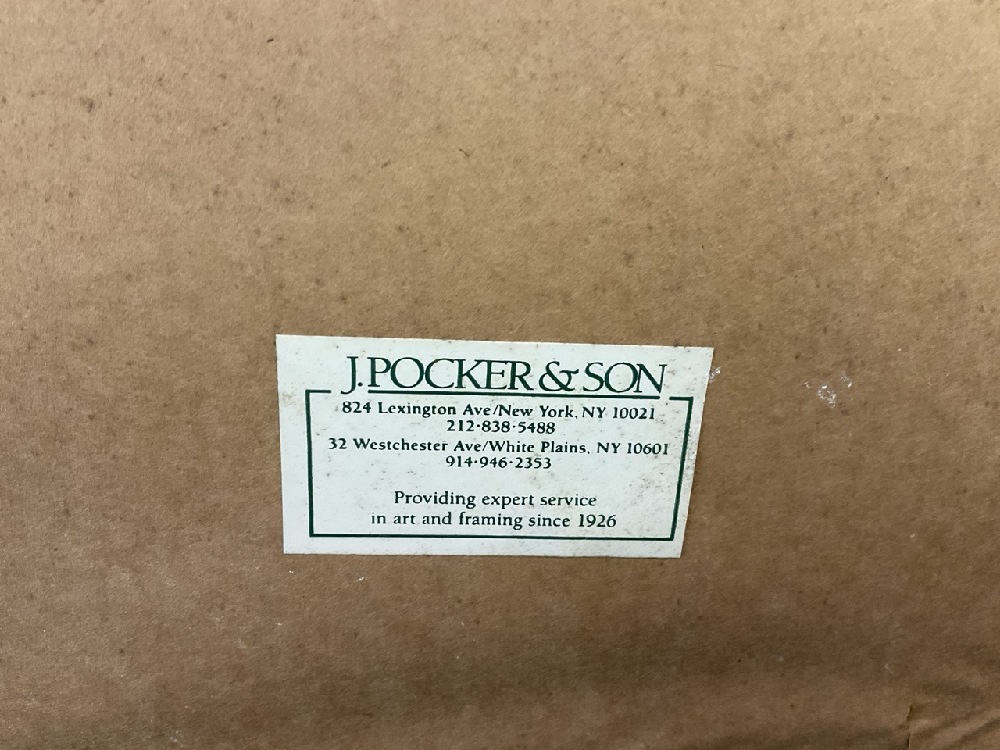 J. POCKER & SON
824 Lexington Ave/New York, NY 10021
212·838·5488
32 Westchester Ave/White Plains, NY 10601
914·946·2353
Providing expert service
in art and framing since 1926